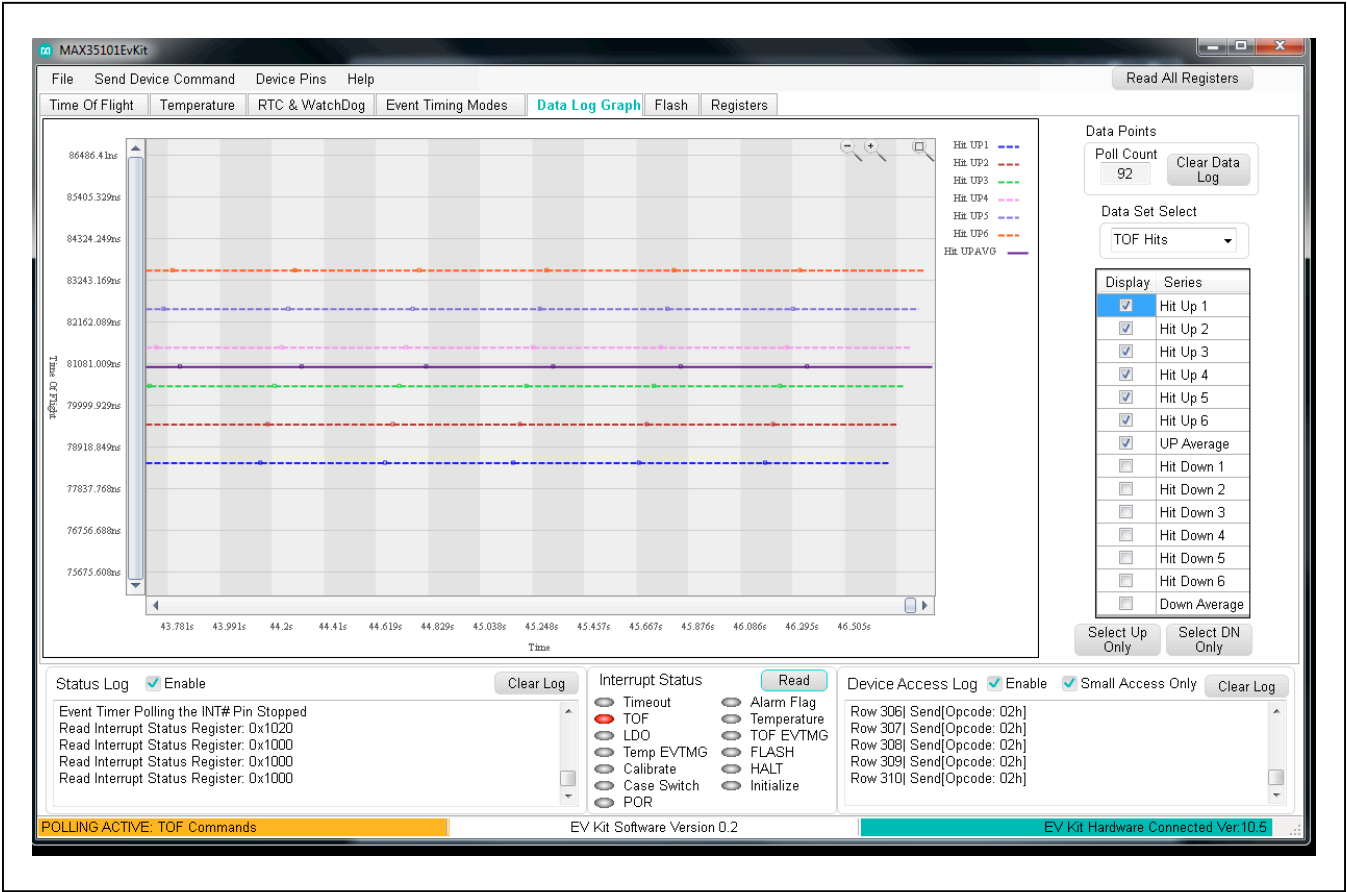 MAX35101EvKit
File Send Device Command Device Pins Help
Read All Registers
Time Of Flight Temperature RTC & WatchDog Event Timing Modes Data Log Graph Flash Registers
86486.41ns
85405.329ns
84324.249ns
83243.169ns
82162.089ns
81081.009ns
79999.929ns
78918.849ns
77837.768ns
76756.688ns
75675.608ns
Time Of Flight
43.781s 43.991s 44.2s 44.41s 44.619s 44.829s 45.038s 45.248s 45.457s 45.667s 45.876s 46.086s 46.295s 46.505s
Time
Hit UP1
Hit UP2
Hit UP3
Hit UP4
Hit UP5
Hit UP6
Hit UPAVG
Data Points
Poll Count
92
Clear Data
Log
Data Set Select
TOF Hits
Display Series
Hit Up 1
Hit Up 2
Hit Up 3
Hit Up 4
Hit Up 5
Hit Up 6
UP Average
Hit Down 1
Hit Down 2
Hit Down 3
Hit Down 4
Hit Down 5
Hit Down 6
Down Average
Select Up
Only
Select DN
Only
Status Log Enable Clear Log
Event Timer Polling the INT# Pin Stopped
Read Interrupt Status Register: 0x1020
Read Interrupt Status Register: 0x1000
Read Interrupt Status Register: 0x1000
Read Interrupt Status Register: 0x1000
Interrupt Status Read
Timeout Alarm Flag
TOF Temperature
LDO TOF EVTMG
Temp EVTMG FLASH
Calibrate HALT
Case Switch Initialize
POR
Device Access Log Enable Small Access Only Clear Log
Row 306| Send[Opcode: 02h]
Row 307| Send[Opcode: 02h]
Row 308| Send[Opcode: 02h]
Row 309| Send[Opcode: 02h]
Row 310| Send[Opcode: 02h]
POLLING ACTIVE: TOF Commands
EV Kit Software Version 0.2
EV Kit Hardware Connected Ver:10.5